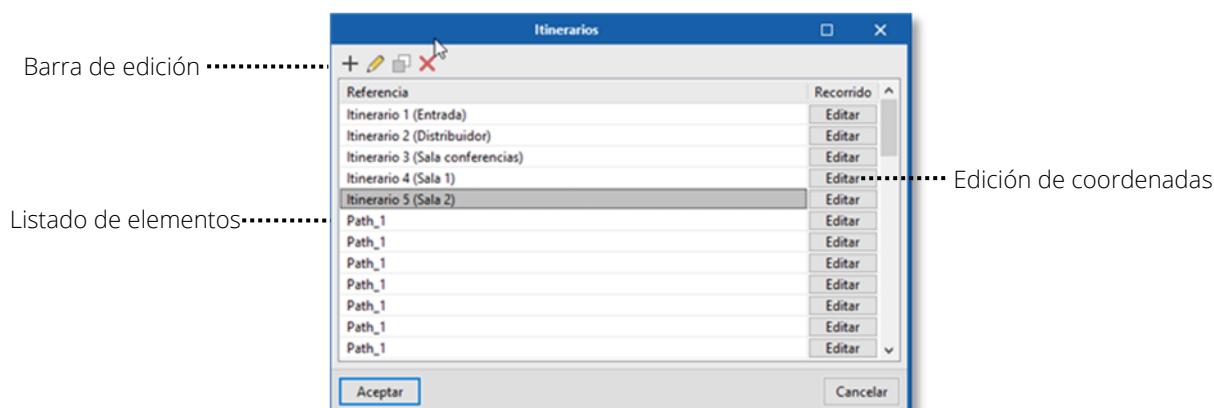 Itinerarios
Barra de edición
Referencia Recorrido
Itinerario 1 (Entrada) Editar
Itinerario 2 (Distribuidor) Editar
Itinerario 3 (Sala conferencias) Editar
Itinerario 4 (Sala 1) Editar Edición de coordenadas
Itinerario 5 (Sala 2) Editar
Listado de elementos Path_1 Editar
Path_1 Editar
Path_1 Editar
Path_1 Editar
Path_1 Editar
Path_1 Editar
Path_1 Editar
Aceptar Cancelar